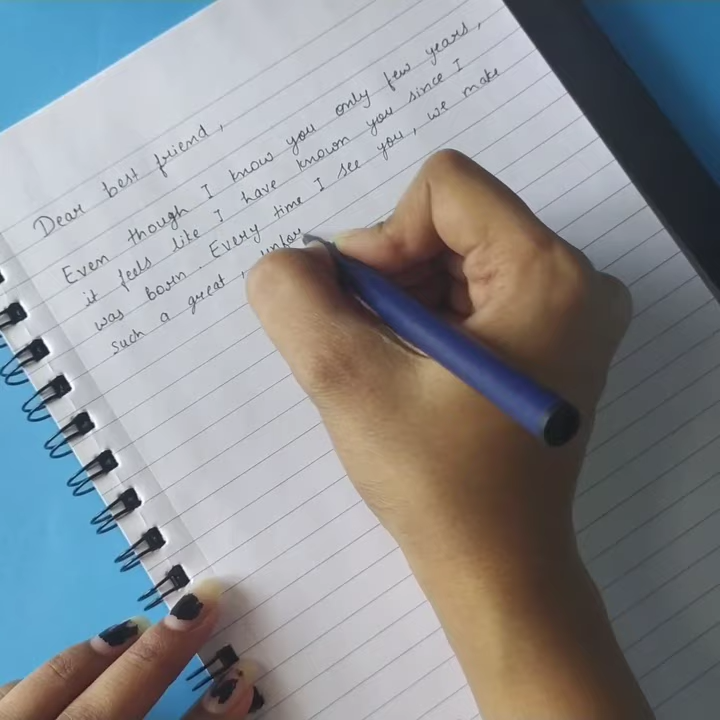 Dear best friend,
Even though I know you only few years,
it feels like I have known you since I
was born. Every time I see you, we make
such a great, unfor